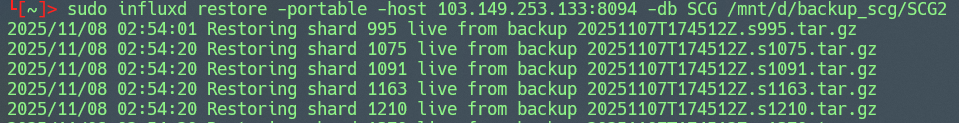 └[~]> sudo influxd restore -portable -host 103.149.253.133:8094 -db SCG /mnt/d/backup_scg/SCG2
2025/11/08 02:54:01 Restoring shard 995 live from backup 20251107T174512Z.s995.tar.gz
2025/11/08 02:54:20 Restoring shard 1075 live from backup 20251107T174512Z.s1075.tar.gz
2025/11/08 02:54:20 Restoring shard 1091 live from backup 20251107T174512Z.s1091.tar.gz
2025/11/08 02:54:20 Restoring shard 1163 live from backup 20251107T174512Z.s1163.tar.gz
2025/11/08 02:54:20 Restoring shard 1210 live from backup 20251107T174512Z.s1210.tar.gz